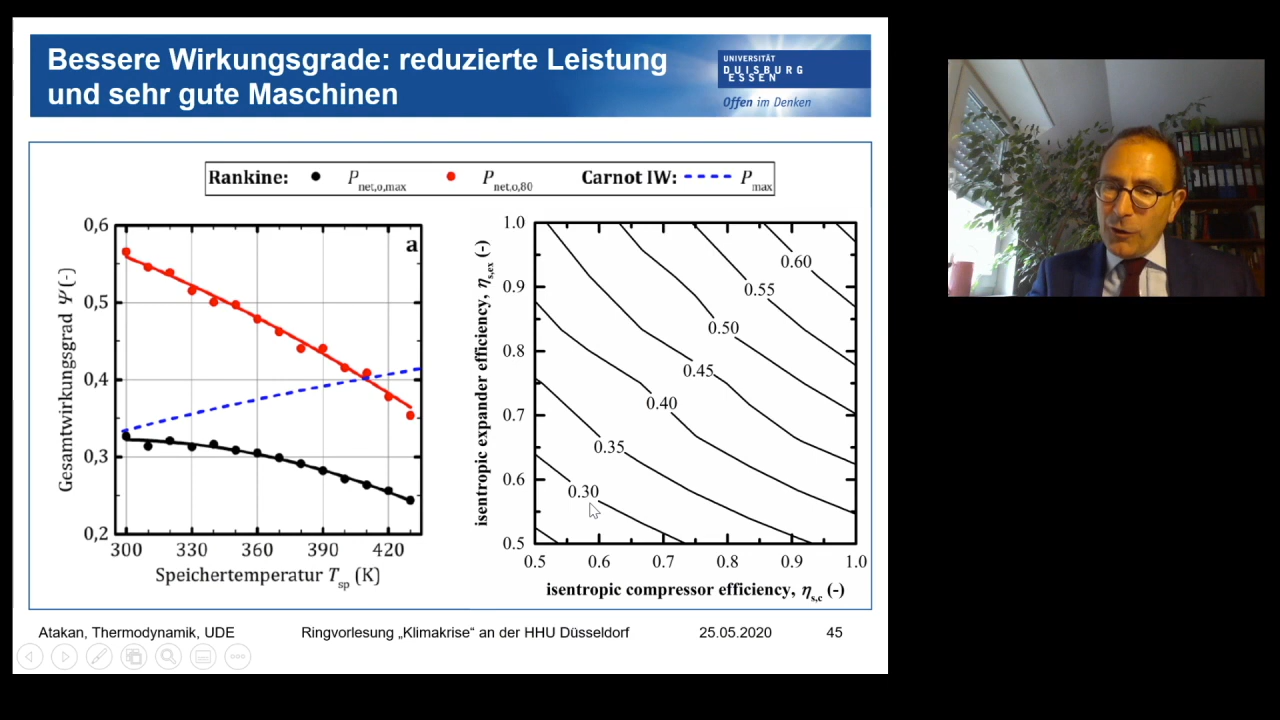 Bessere Wirkungsgrade: reduzierte Leistung
und sehr gute Maschinen
UNIVERSITÄT
DUISBURG
ESSEN
Offen im Denken
Rankine: P net,o,max P net,o,80 Carnot IW: P max
a
Gesamtwirkungsgrad Ψ (-)
0,6
0,5
0,4
0,3
0,2
300 330 360 390 420
Speichertemperatur T sp (K)
isentropic expander efficiency, η s,ex (-)
1.0
0.9
0.8
0.7
0.6
0.5
0.60
0.55
0.50
0.45
0.40
0.35
0.30
0.5 0.6 0.7 0.8 0.9 1.0
isentropic compressor efficiency, η s,c (-)
Atakan, Thermodynamik, UDE Ringvorlesung „Klimakrise“ an der HHU Düsseldorf 25.05.2020 45